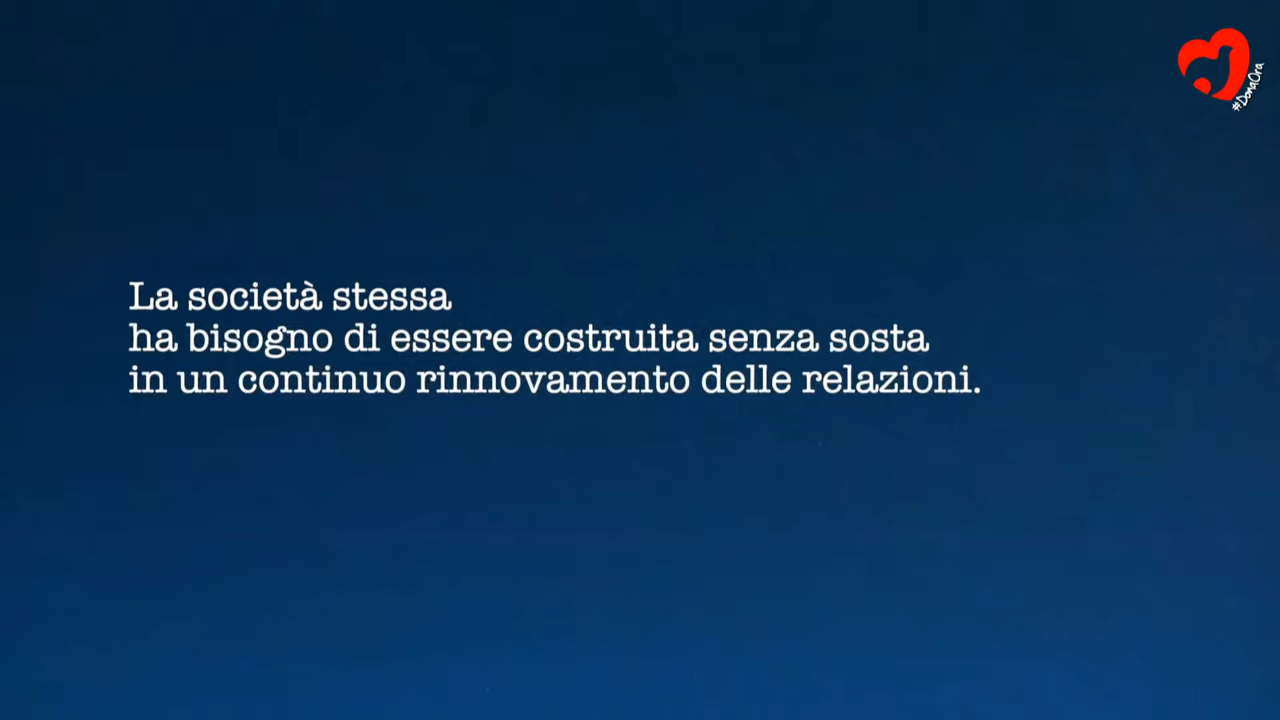 #DonaOra
La società stessa
ha bisogno di essere costruita senza sosta
in un continuo rinnovamento delle relazioni.